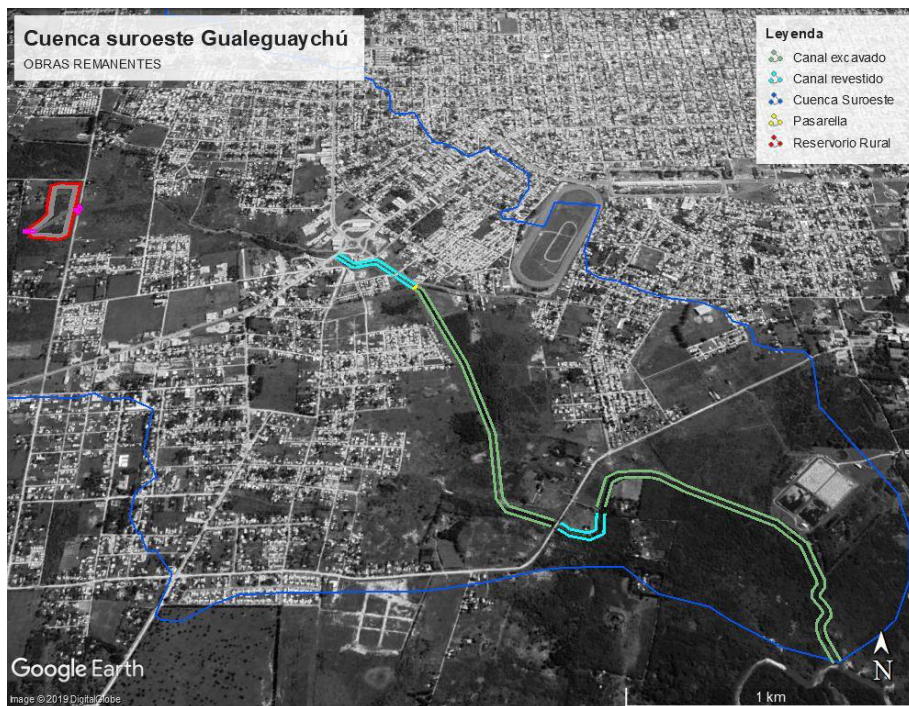 Cuenca suroeste Gualeguaychú
OBRAS REMANENTES
Leyenda
Canal excavado
Canal revestido
Cuenca Suroeste
Pasarella
Reservorio Rural
Google Earth
Image © 2019 DigitalGlobe
N
1 km